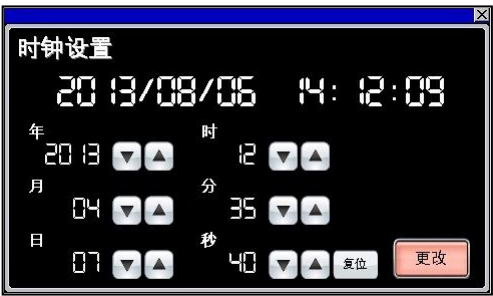 时钟设置
2013/08/06 14:12:09
年 时
2013 12
月 分
04 35
日 秒
07 40 复位 更改